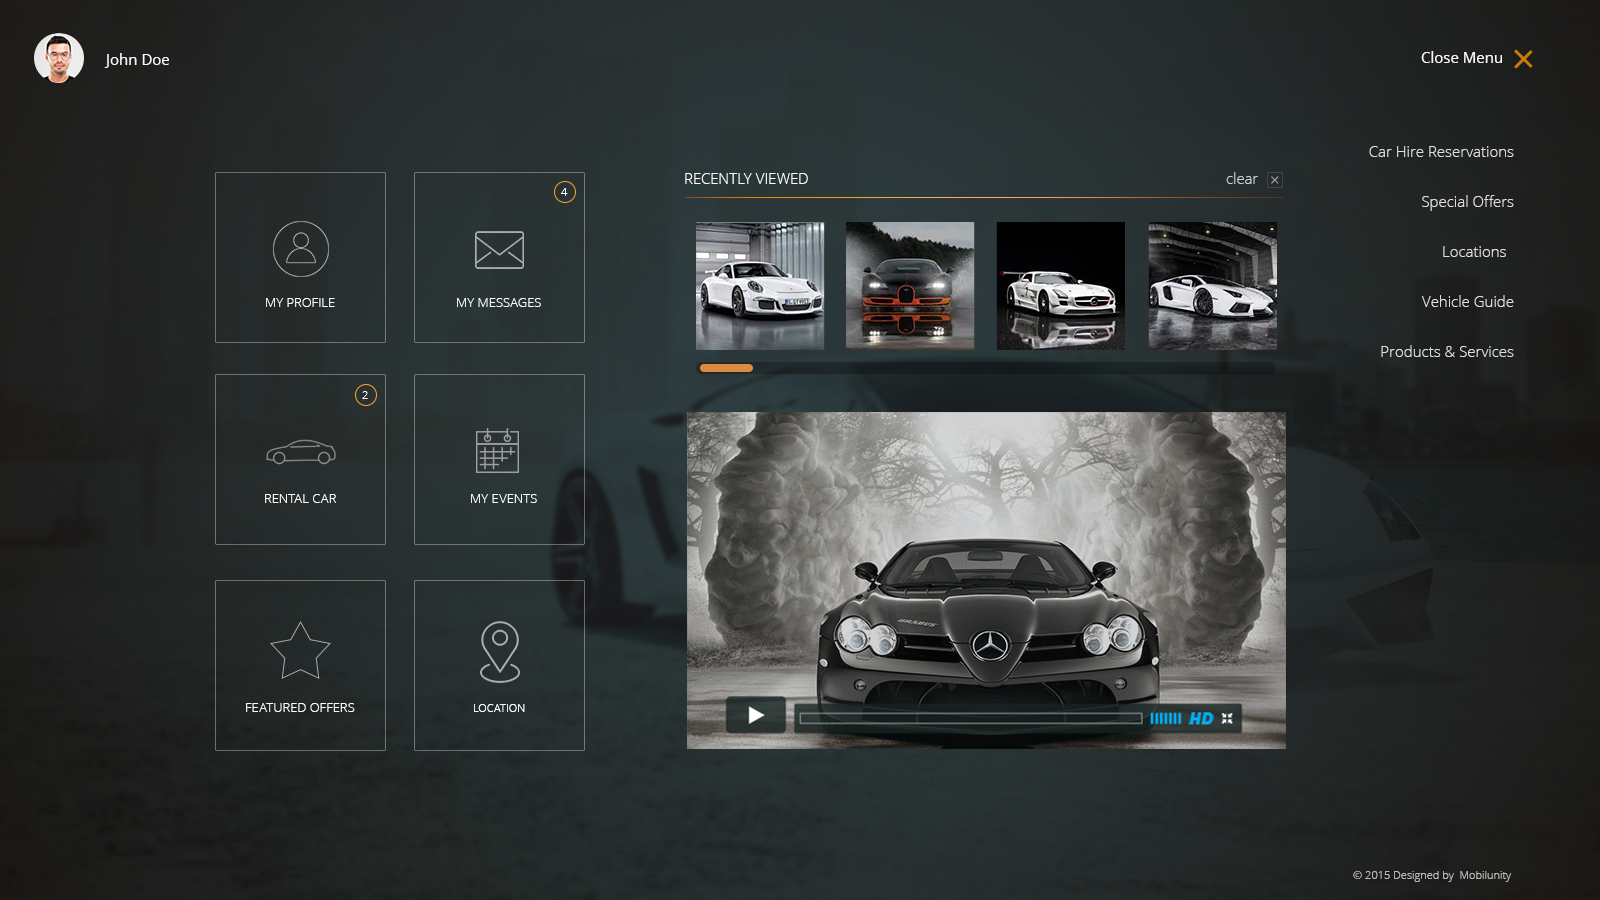 John Doe
Close Menu
Car Hire Reservations
Special Offers
Locations
Vehicle Guide
Products & Services
MY PROFILE
4
MY MESSAGES
2
RENTAL CAR
MY EVENTS
FEATURED OFFERS
LOCATION
RECENTLY VIEWED
clear
BRABUS
HD
© 2015 Designed by Mobilunity